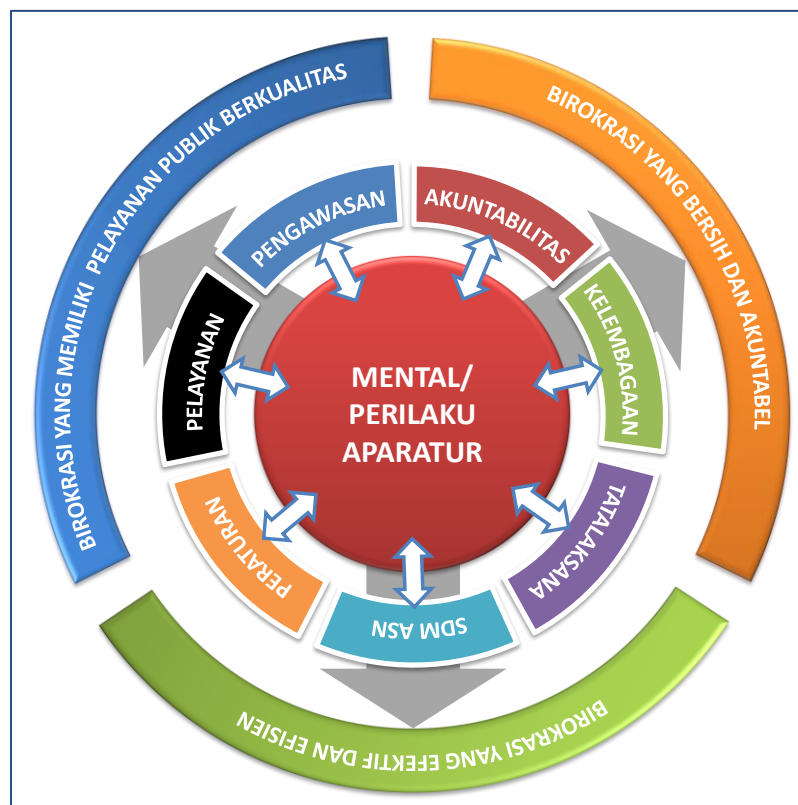 BIROKRASI YANG MEMILIKI PELAYANAN PUBLIK BERKUALITAS
BIROKRASI YANG BERSIH DAN AKUNTABEL
PENGAWASAN
AKUNTABILITAS
KELEMBAGAAN
PELAYANAN
MENTAL/
PERILAKU
APARATUR
TATALAKSANA
PERATURAN
SDM ASN
BIROKRASI YANG EFEKTIF DAN EFISIEN